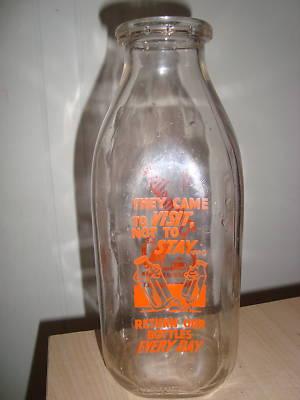 THEY CAME
TO VISIT,
NOT TO
STAY
RETURN OUR
BOTTLES
EVERY DAY